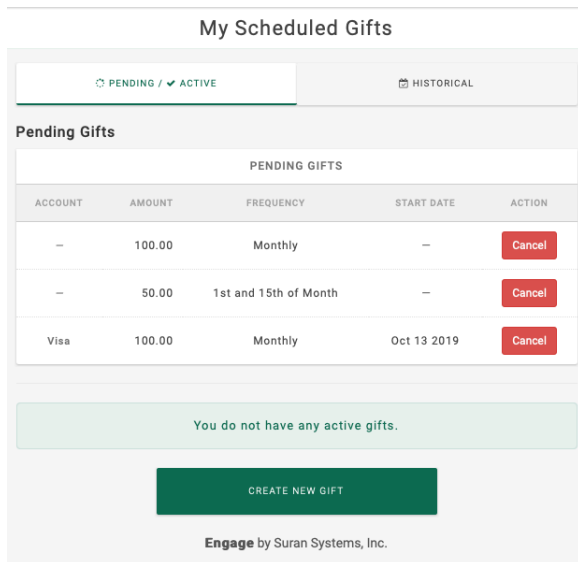 My Scheduled Gifts
PENDING / ✔ ACTIVE
HISTORICAL
Pending Gifts
PENDING GIFTS
ACCOUNT AMOUNT FREQUENCY START DATE ACTION
— 100.00 Monthly — Cancel
— 50.00 1st and 15th of Month — Cancel
Visa 100.00 Monthly Oct 13 2019 Cancel
You do not have any active gifts.
CREATE NEW GIFT
Engage by Suran Systems, Inc.